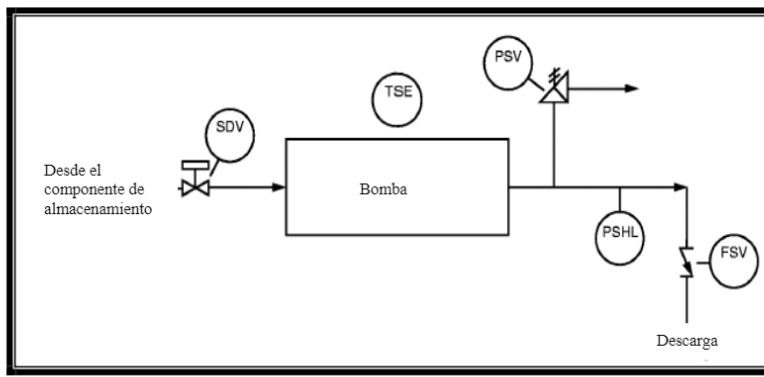 PSV
TSE
SDV
Desde el
componente de
almacenamiento
Bomba
PSHL
FSV
Descarga